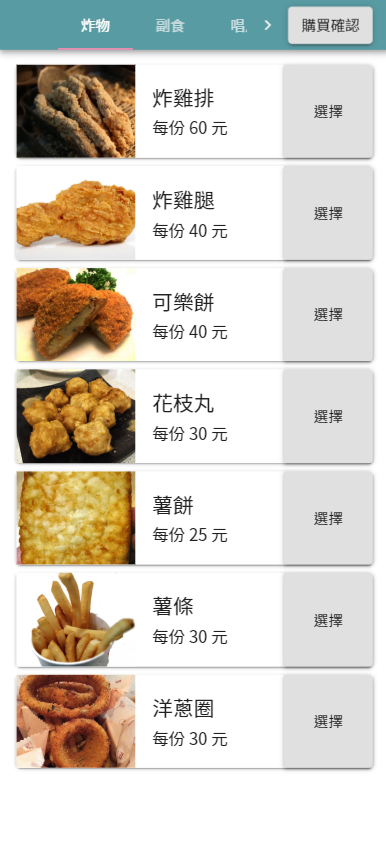 炸物 副食 唱 購買確認
炸雞排
每份 60 元
選擇
炸雞腿
每份 40 元
選擇
可樂餅
每份 40 元
選擇
花枝丸
每份 30 元
選擇
薯餅
每份 25 元
選擇
薯條
每份 30 元
選擇
洋蔥圈
每份 30 元
選擇